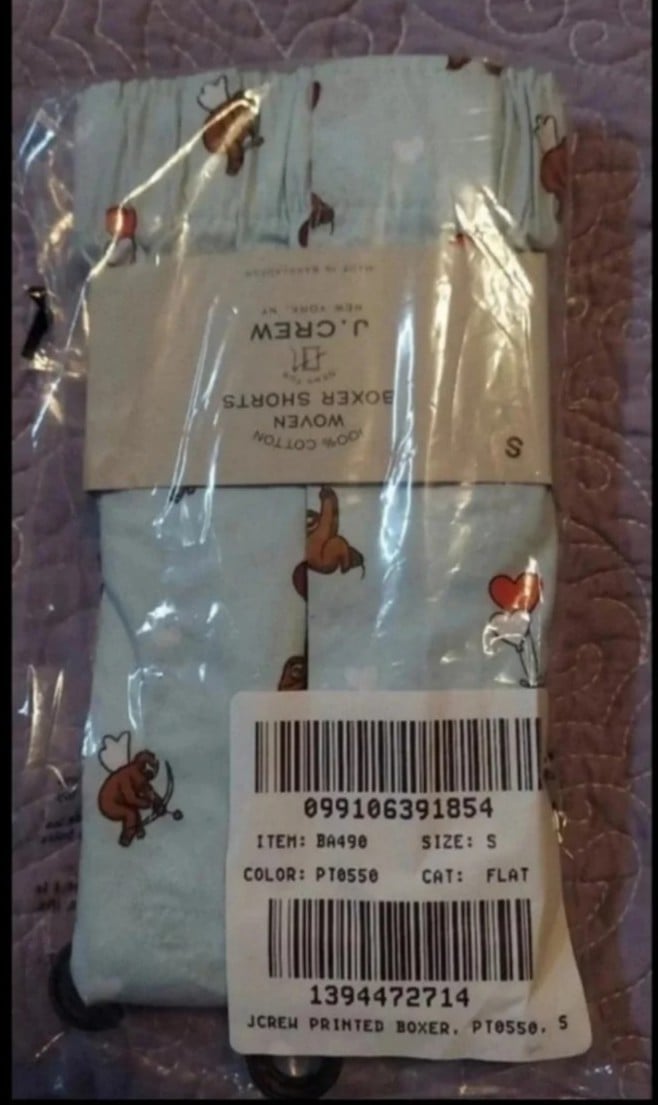 MADE IN BANGLADESH
NEW YORK, NY
J.CREW
BOXER SHORTS
WOVEN
100% COTTON
S
099106391854
ITEM: BA490 SIZE: S
COLOR: PT0550 CAT: FLAT
1394472714
JCREW PRINTED BOXER, PT0550, S